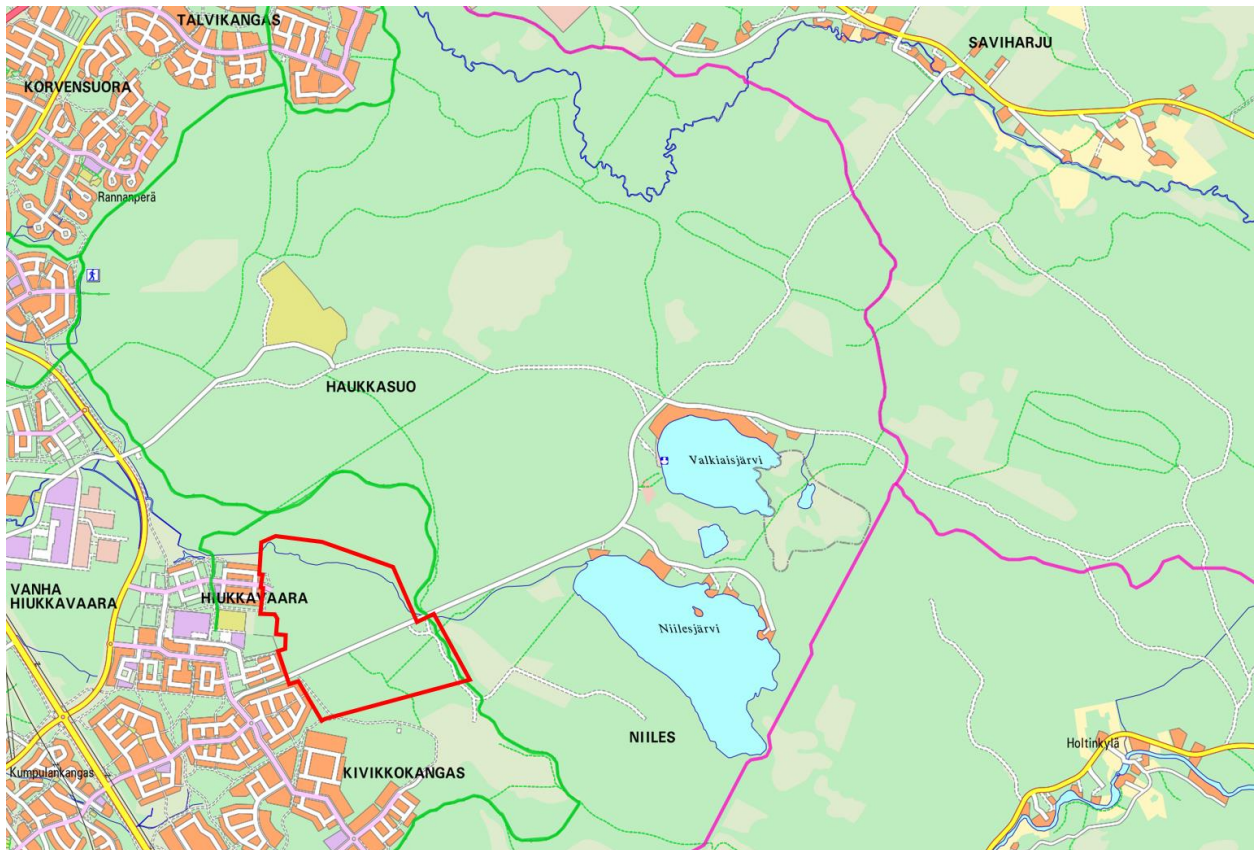 TALVIKANGAS
SAVIHARJU
KORVENSUORA
Rannanperä
HAUKKASUO
Valkiaisjärvi
VANHA
HIUKKAVAARA
HIUKKAVAARA
Niilesjärvi
NIILES
Holtinkylä
Kumpulankangas
KIVIKKOKANGAS